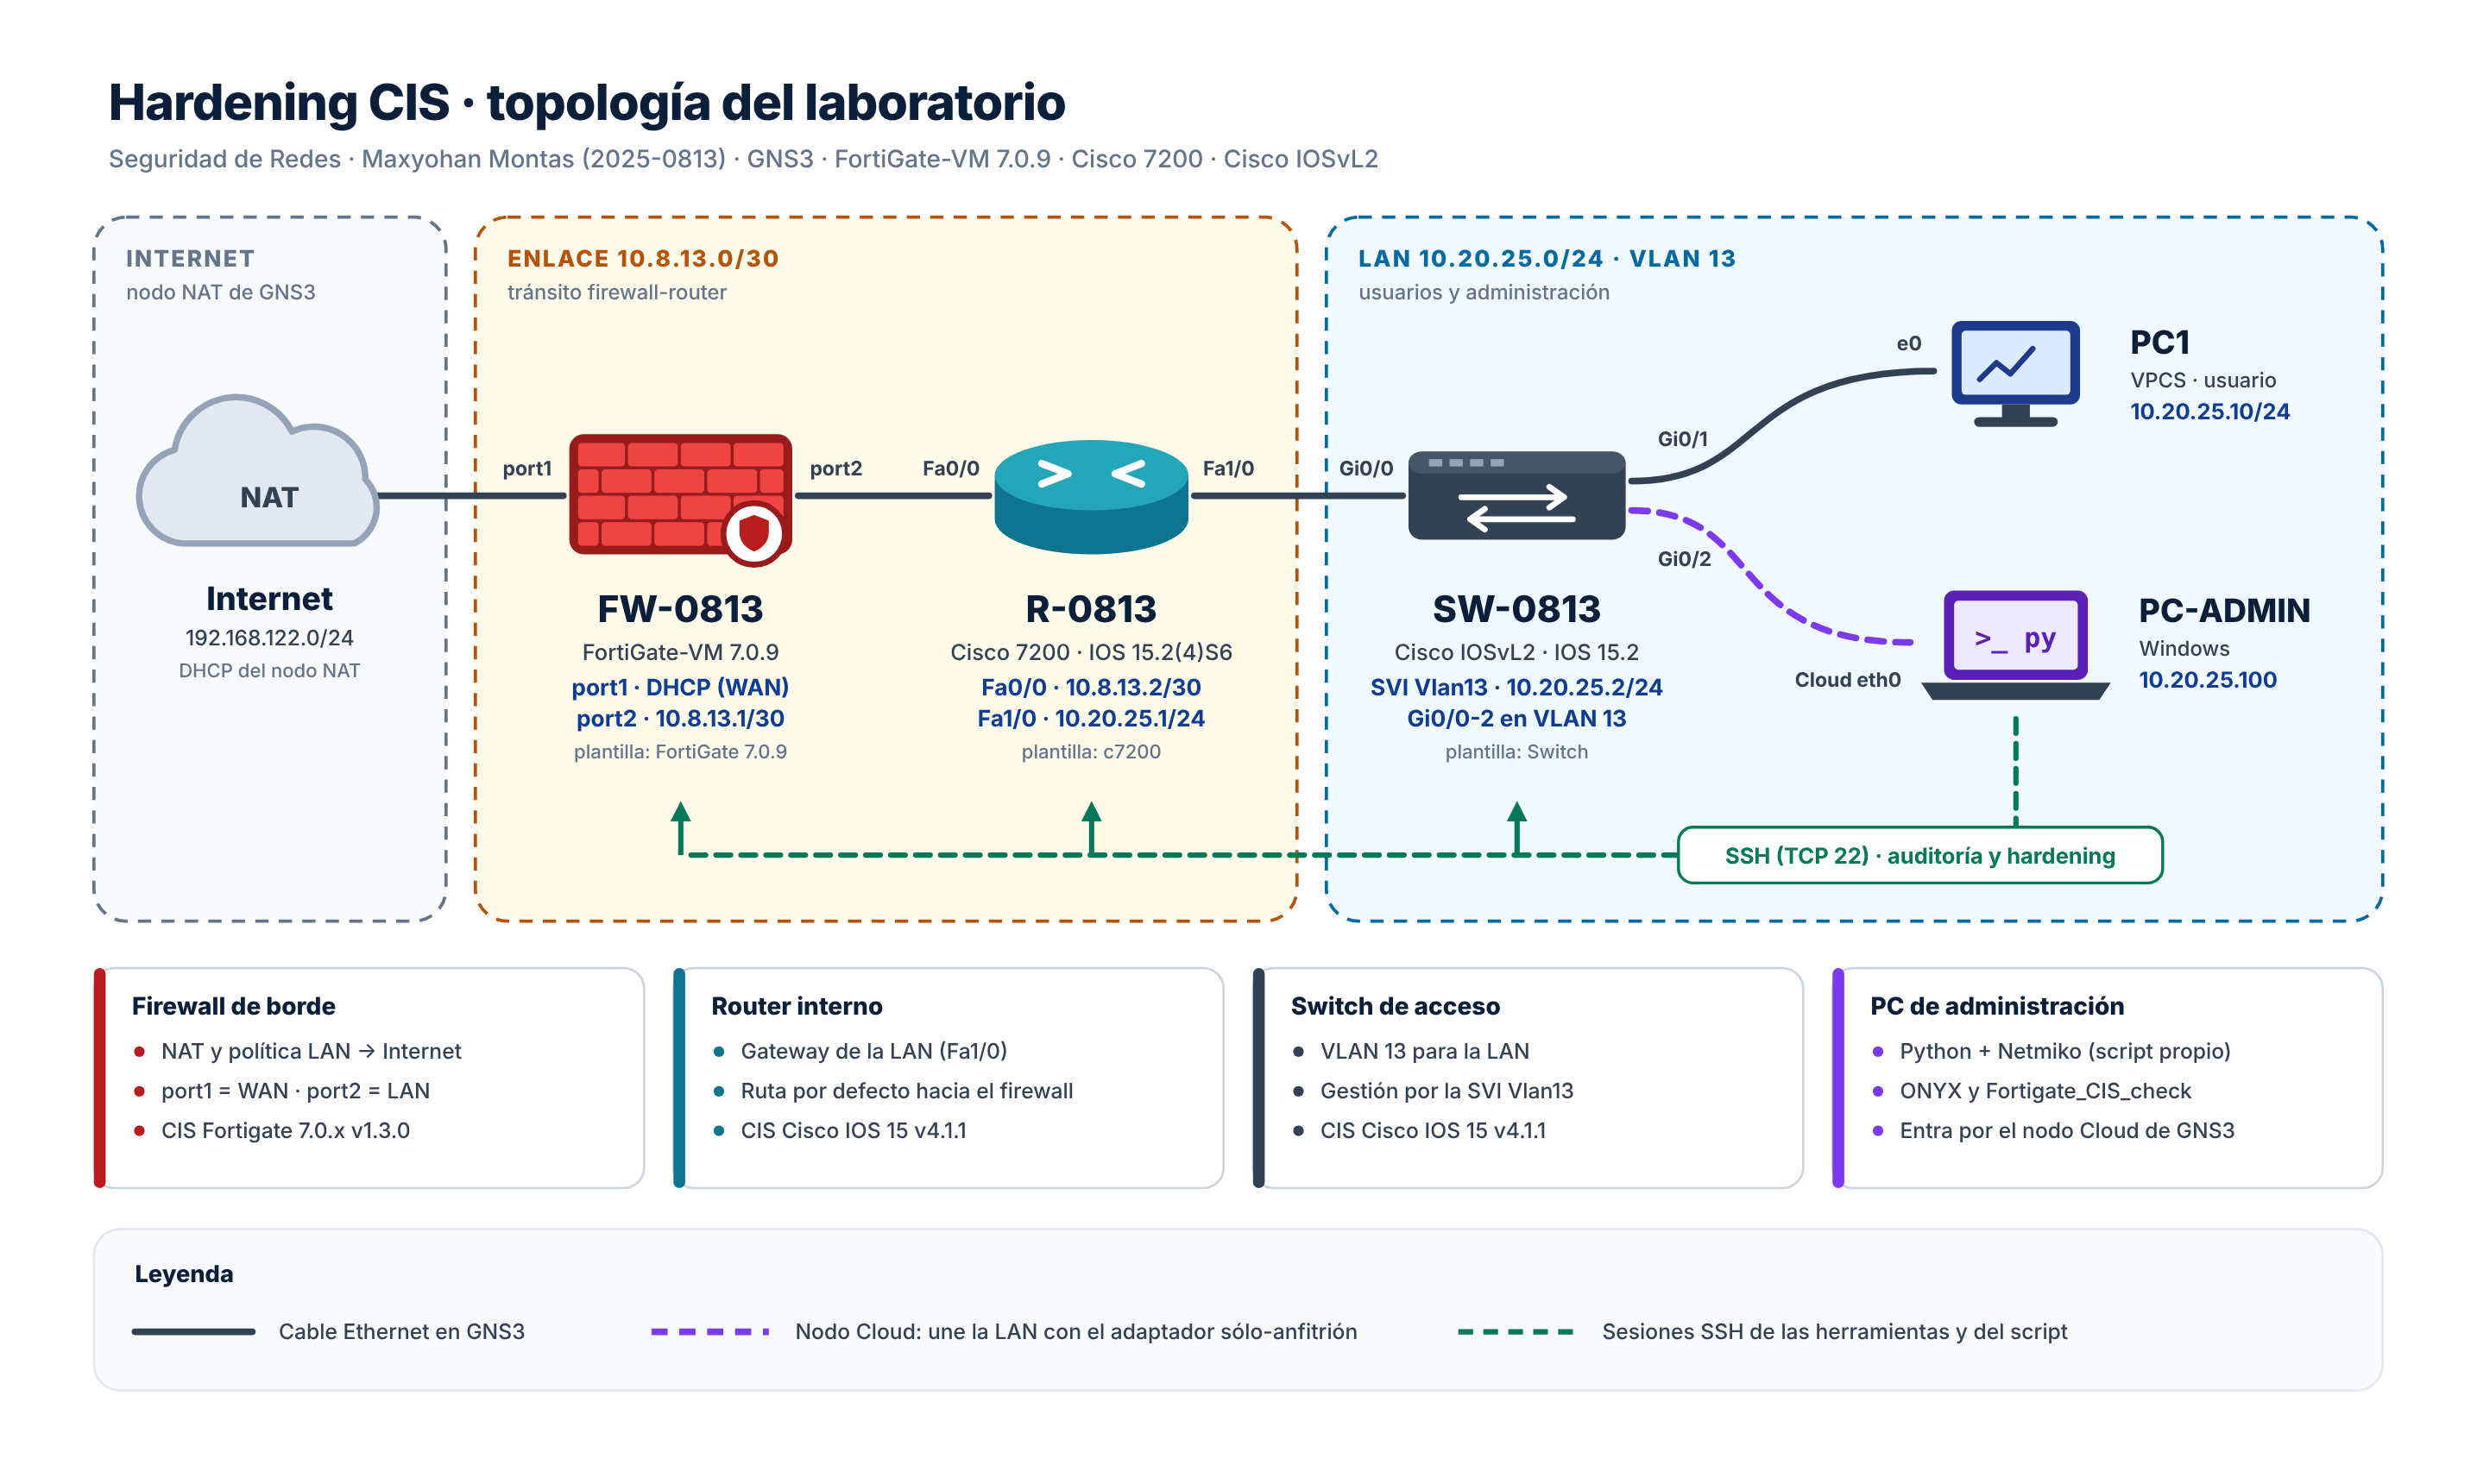 Hardening CIS · topología del laboratorio
Seguridad de Redes · Maxyohan Montas (2025-0813) · GNS3 · FortiGate-VM 7.0.9 · Cisco 7200 · Cisco IOSvL2
INTERNET
nodo NAT de GNS3
NAT
Internet
192.168.122.0/24
DHCP del nodo NAT
ENLACE 10.8.13.0/30
tránsito firewall-router
port1
port2
Fa0/0
Fa1/0
FW-0813
FortiGate-VM 7.0.9
port1 · DHCP (WAN)
port2 · 10.8.13.1/30
plantilla: FortiGate 7.0.9
R-0813
Cisco 7200 · IOS 15.2(4)S6
Fa0/0 · 10.8.13.2/30
Fa1/0 · 10.20.25.1/24
plantilla: c7200
LAN 10.20.25.0/24 · VLAN 13
usuarios y administración
Gi0/0
Gi0/1
Gi0/2
e0
Cloud eth0
SW-0813
Cisco IOSvL2 · IOS 15.2
SVI Vlan13 · 10.20.25.2/24
Gi0/0-2 en VLAN 13
plantilla: Switch
PC1
VPCS · usuario
10.20.25.10/24
>_ py
PC-ADMIN
Windows
10.20.25.100
SSH (TCP 22) · auditoría y hardening
Firewall de borde
• NAT y política LAN → Internet
• port1 = WAN · port2 = LAN
• CIS Fortigate 7.0.x v1.3.0
Router interno
• Gateway de la LAN (Fa1/0)
• Ruta por defecto hacia el firewall
• CIS Cisco IOS 15 v4.1.1
Switch de acceso
• VLAN 13 para la LAN
• Gestión por la SVI Vlan13
• CIS Cisco IOS 15 v4.1.1
PC de administración
• Python + Netmiko (script propio)
• ONYX y Fortigate_CIS_check
• Entra por el nodo Cloud de GNS3
Leyenda
Cable Ethernet en GNS3
Nodo Cloud: une la LAN con el adaptador sólo-anfitrión
Sesiones SSH de las herramientas y del script